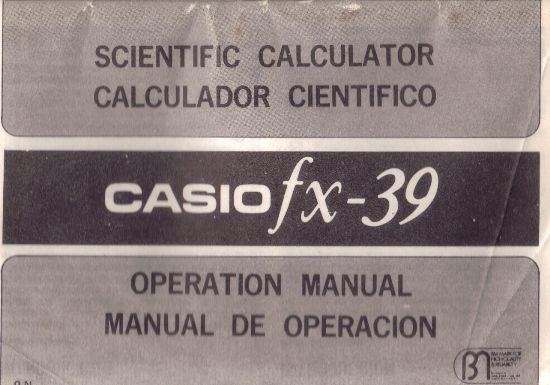 SCIENTIFIC CALCULATOR
CALCULADOR CIENTIFICO
CASIO fx-39
OPERATION MANUAL
MANUAL DE OPERACION